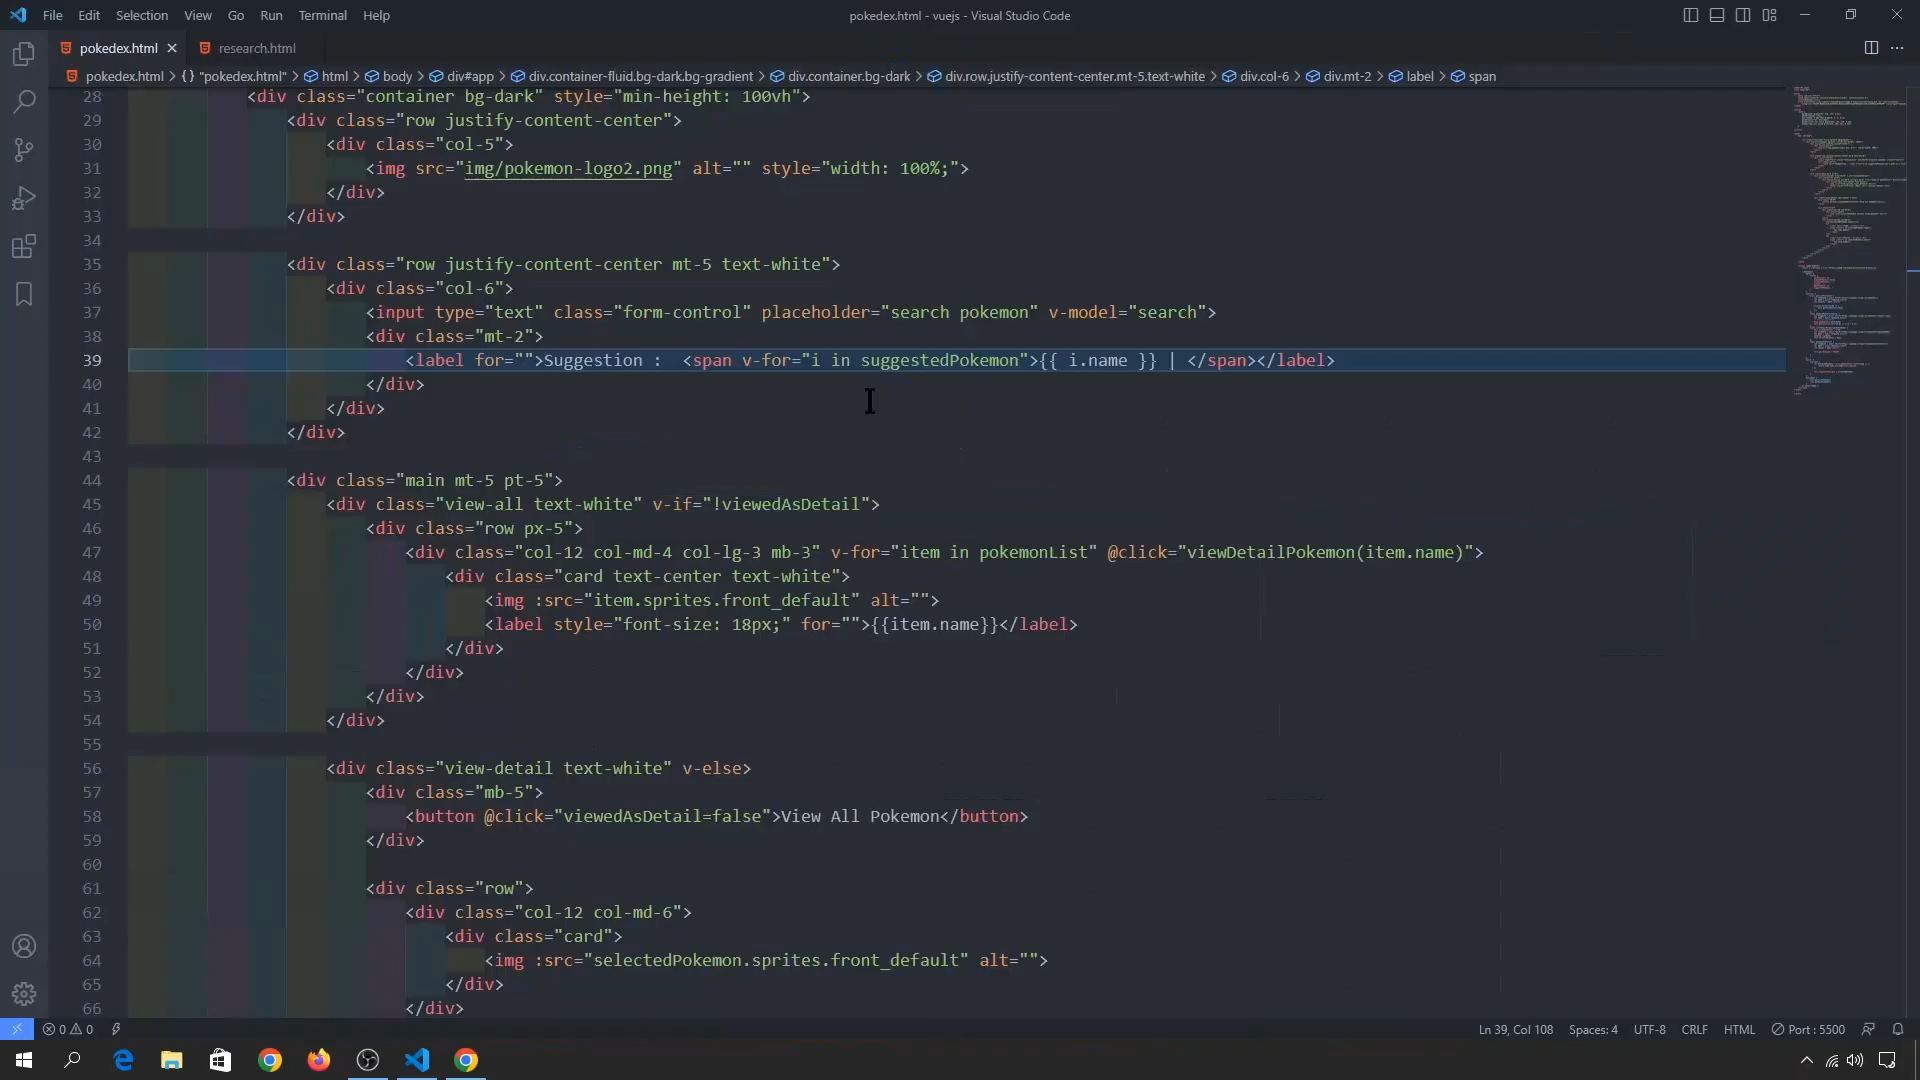 File Edit Selection View Go Run Terminal Help
pokedex.html - vuejs - Visual Studio Code
pokedex.html
research.html
pokedex.html > {} "pokedex.html" > html > body > div#app > div.container-fluid.bg-dark.bg-gradient > div.container.bg-dark > div.row.justify-content-center.mt-5.text-white > div.col-6 > div.mt-2 > label > span
28 <div class="container bg-dark" style="min-height: 100vh">
29 <div class="row justify-content-center">
30 <div class="col-5">
31 <img src="img/pokemon-logo2.png" alt="" style="width: 100%;">
32 </div>
33 </div>
34
35 <div class="row justify-content-center mt-5 text-white">
36 <div class="col-6">
37 <input type="text" class="form-control" placeholder="search pokemon" v-model="search">
38 <div class="mt-2">
39 <label for="">Suggestion :  <span v-for="i in suggestedPokemon">{{ i.name }} | </span></label>
40 </div>
41 </div>
42 </div>
43
44 <div class="main mt-5 pt-5">
45 <div class="view-all text-white" v-if="!viewedAsDetail">
46 <div class="row px-5">
47 <div class="col-12 col-md-4 col-lg-3 mb-3" v-for="item in pokemonList" @click="viewDetailPokemon(item.name)">
48 <div class="card text-center text-white">
49 <img :src="item.sprites.front_default" alt="">
50 <label style="font-size: 18px;" for="">{{item.name}}</label>
51 </div>
52 </div>
53 </div>
54 </div>
55
56 <div class="view-detail text-white" v-else>
57 <div class="mb-5">
58 <button @click="viewedAsDetail=false">View All Pokemon</button>
59 </div>
60
61 <div class="row">
62 <div class="col-12 col-md-6">
63 <div class="card">
64 <img :src="selectedPokemon.sprites.front_default" alt="">
65 </div>
66 </div>
0 0 Ln 39, Col 108 Spaces: 4 UTF-8 CRLF HTML Port : 5500